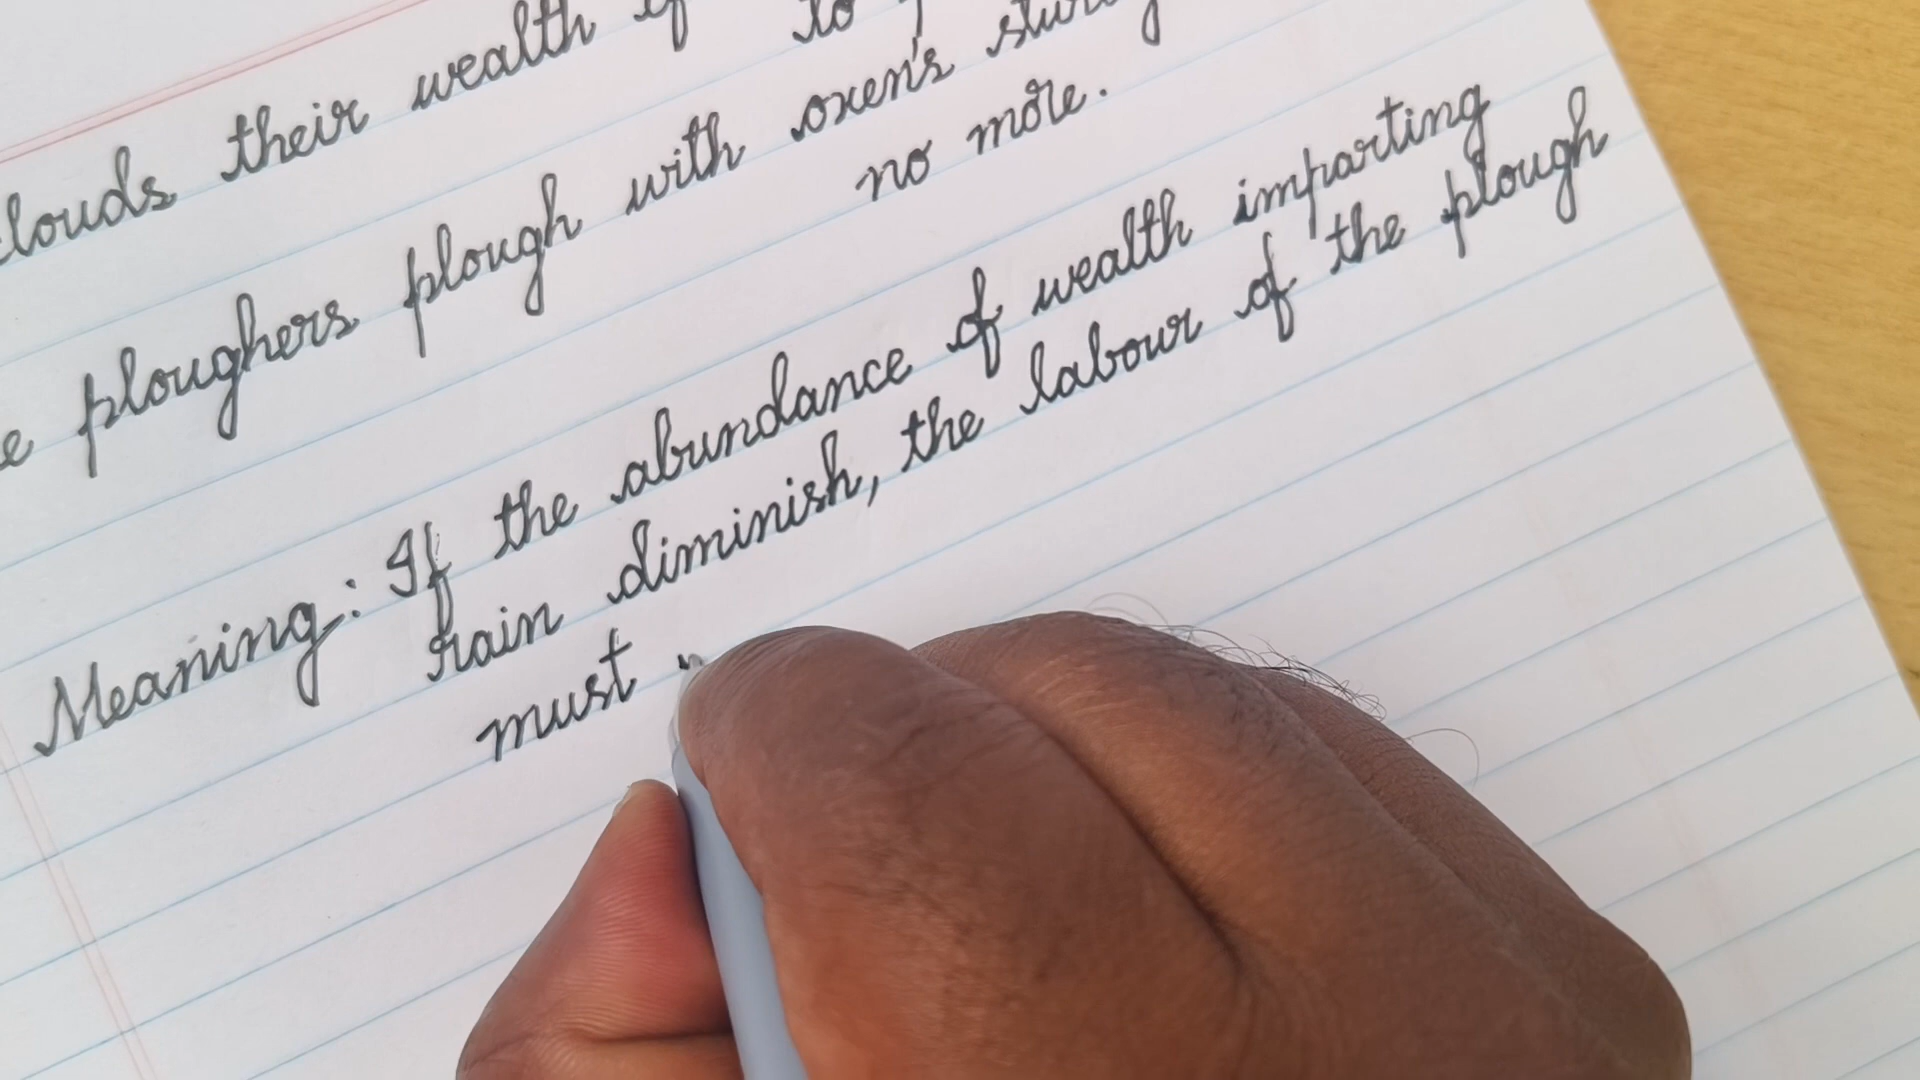 their wealth
ploughers plough with oxen's
no more.
Meaning: If the abundance of wealth imparting
rain diminish, the labour of the plough
must